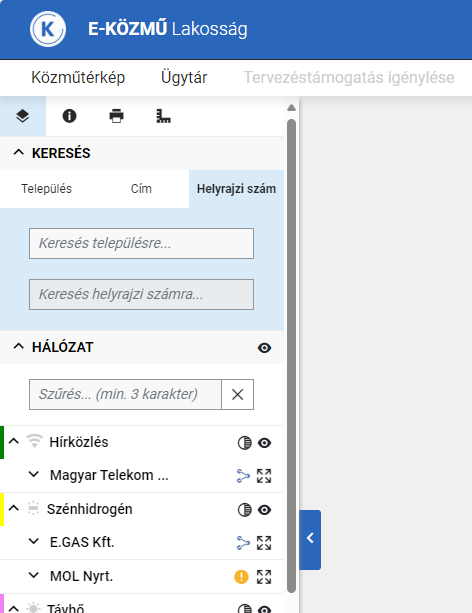 K E-KÖZMŰ Lakosság
Közműtérkép Ügytár Tervezéstámogatás igénylése
KERESÉS
Település Cím Helyrajzi szám
Keresés településre...
Keresés helyrajzi számra...
HÁLÓZAT
Szűrés... (min. 3 karakter)
Hírközlés
Magyar Telekom ...
Szénhidrogén
E.GAS Kft.
MOL Nyrt.
Távhő